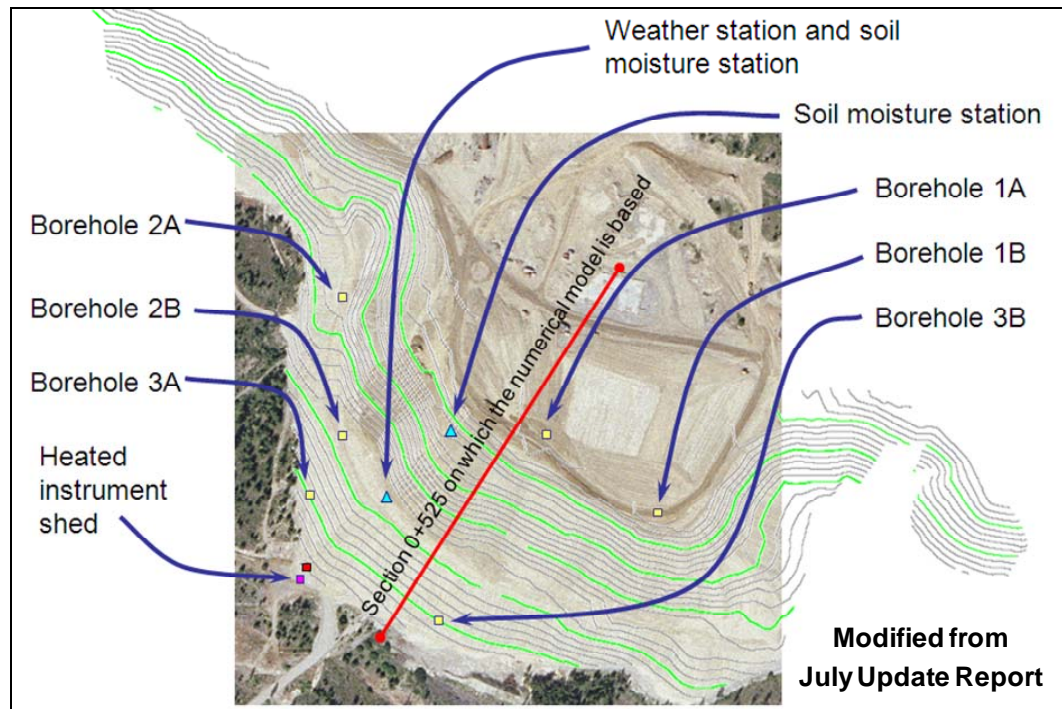 Weather station and soil
moisture station
Soil moisture station
Borehole 1A
Borehole 2A
Borehole 1B
Borehole 2B
Borehole 3B
Borehole 3A
Heated
instrument
shed
Section 0+525 on which the numerical model is based
Modified from
July Update Report